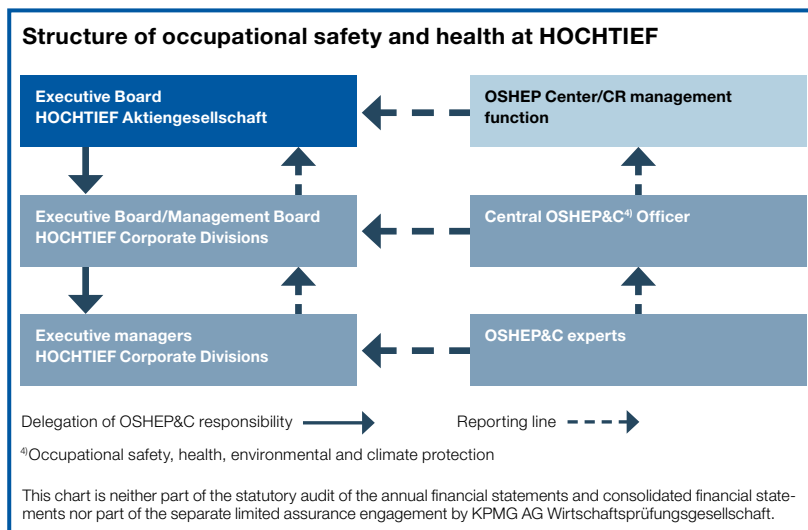 Structure of occupational safety and health at HOCHTIEF
Executive Board
HOCHTIEF Aktiengesellschaft
OSHEP Center/CR management
function
Executive Board/Management Board
HOCHTIEF Corporate Divisions
Central OSHEP&C⁴⁾ Officer
Executive managers
HOCHTIEF Corporate Divisions
OSHEP&C experts
Delegation of OSHEP&C responsibility
Reporting line
⁴⁾Occupational safety, health, environmental and climate protection
This chart is neither part of the statutory audit of the annual financial statements and consolidated financial state-
ments nor part of the separate limited assurance engagement by KPMG AG Wirtschaftsprüfungsgesellschaft.